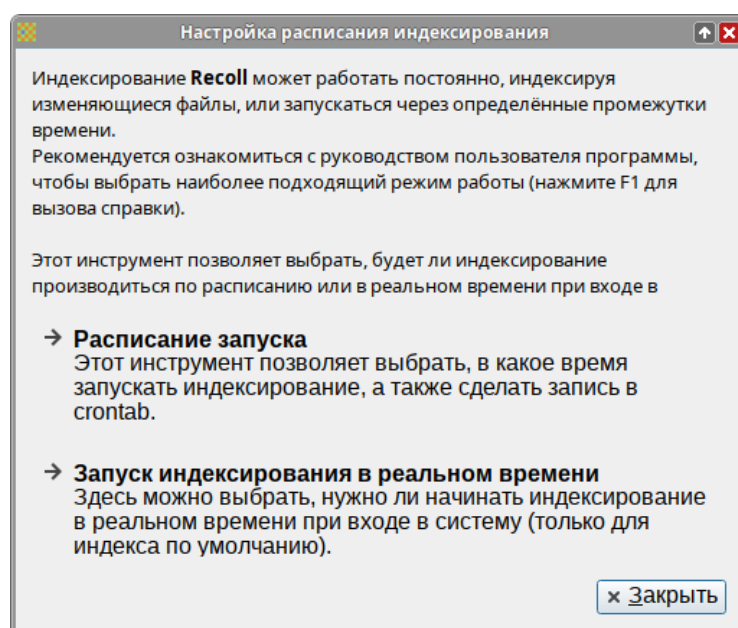 Настройка расписания индексирования
Индексирование Recoll может работать постоянно, индексируя
изменяющиеся файлы, или запускаться через определённые промежутки
времени.
Рекомендуется ознакомиться с руководством пользователя программы,
чтобы выбрать наиболее подходящий режим работы (нажмите F1 для
вызова справки).
Этот инструмент позволяет выбрать, будет ли индексирование
производиться по расписанию или в реальном времени при входе в
Расписание запуска
Этот инструмент позволяет выбрать, в какое время
запускать индексирование, а также сделать запись в
crontab.
Запуск индексирования в реальном времени
Здесь можно выбрать, нужно ли начинать индексирование
в реальном времени при входе в систему (только для
индекса по умолчанию).
Закрыть